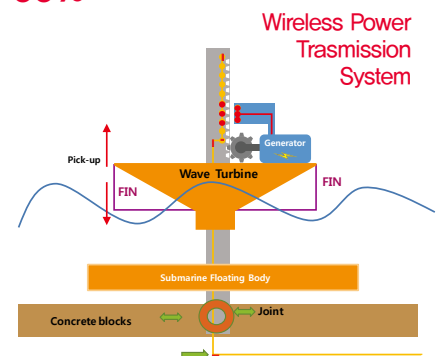 Wireless Power
Trasmission
System
Generator
Pick-up
Wave Turbine
FIN
FIN
Submarine Floating Body
Joint
Concrete blocks